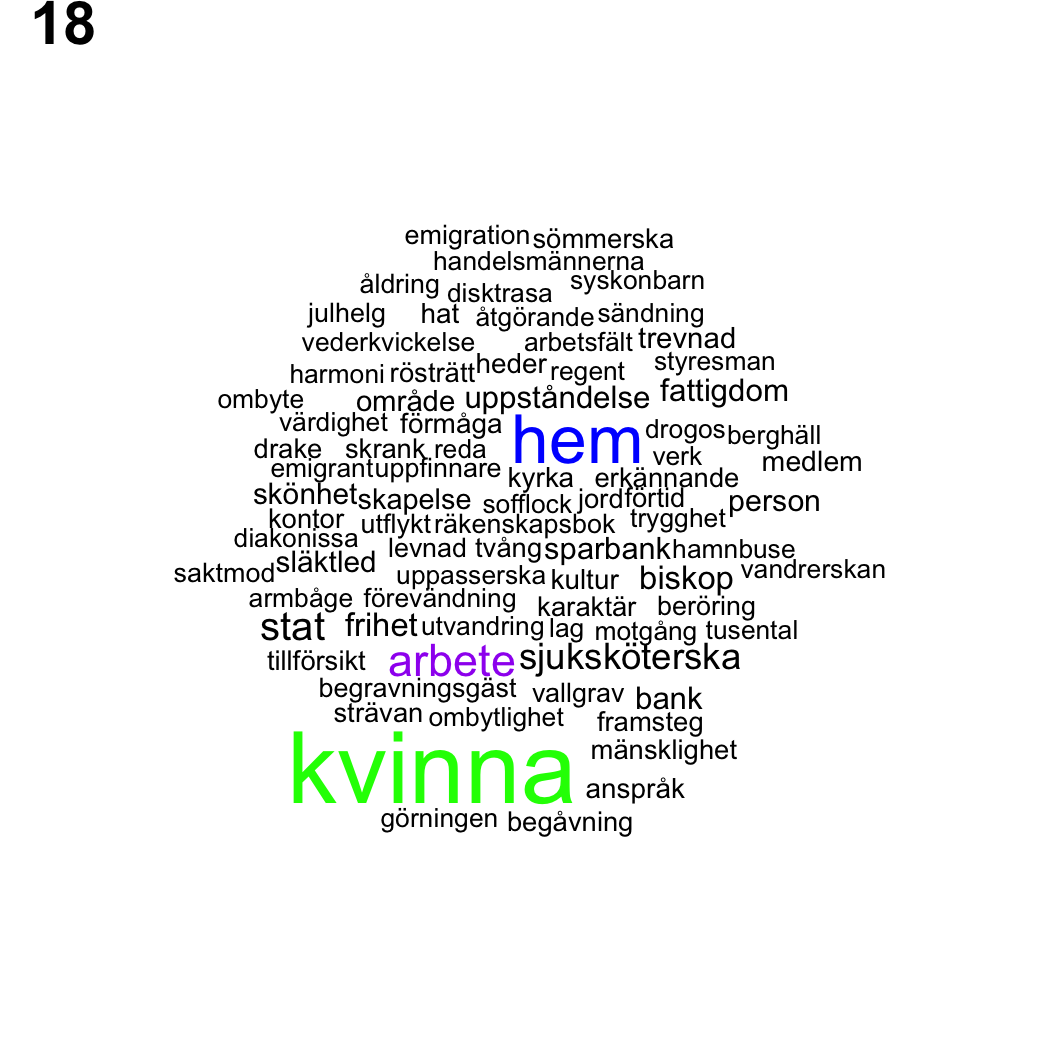 18
emigration sömmerska
handelsmännerna
åldring disktrasa syskonbarn
julhelg hat åtgörande sändning
vederkvickelse arbetsfält trevnad
harmoni rösträtt heder regent styresman
ombyte område uppståndelse fattigdom
värdighet förmåga hem drogos berghäll
drake skrank reda verk medlem
emigrant uppfinnare kyrka erkännande
skönhet skapelse sofflock jord förtid person
kontor utflykt räkenskapsbok trygghet
diakonissa levnad tvång sparbank hamnbuse
saktmod släktled uppasserska kultur biskop vandrerskan
armbåge förevändning karaktär beröring
stat frihet utvandring lag motgång tusental
tillförsikt arbete sjuksköterska
begravningsgäst vallgrav bank
strävan ombytlighet framsteg
kvinna mänsklighet
anspråk
görningen begåvning